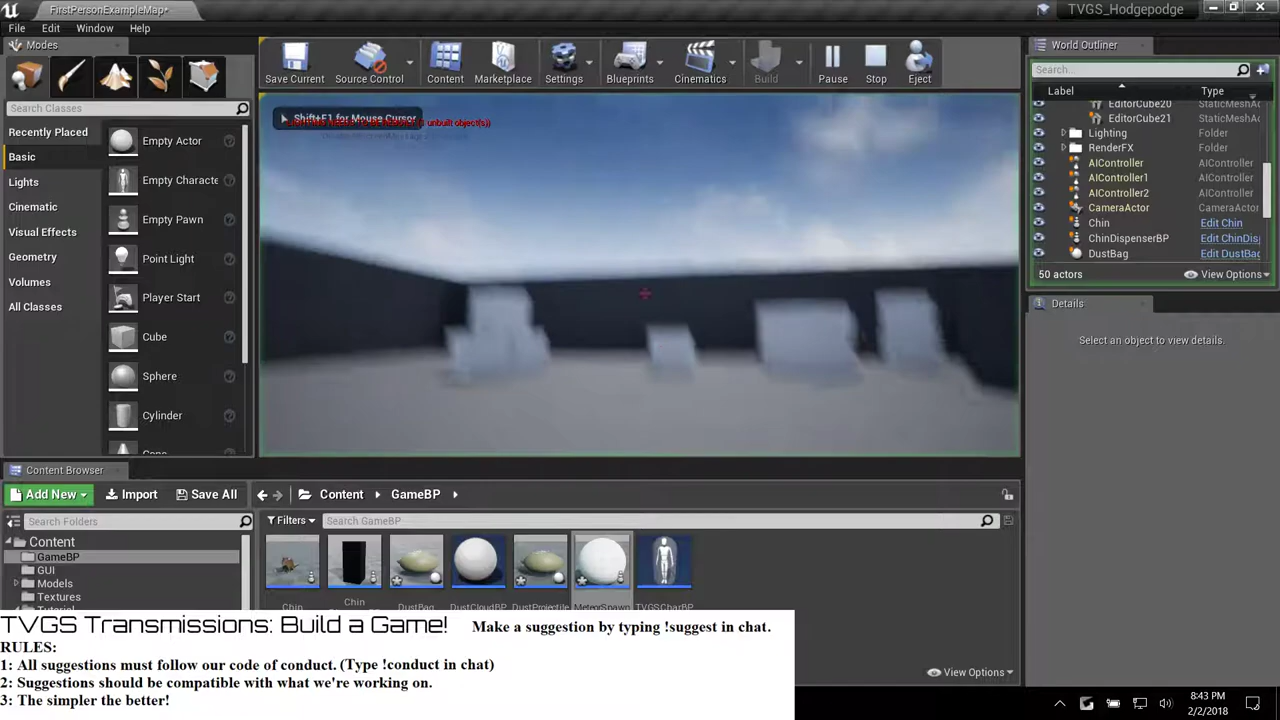 FirstPersonExampleMap*
TVGS_Hodgepodge
File Edit Window Help
Modes
Search Classes
Recently Placed
Basic
Lights
Cinematic
Visual Effects
Geometry
Volumes
All Classes
Empty Actor
Empty Characte
Empty Pawn
Point Light
Player Start
Cube
Sphere
Cylinder
Save Current
Source Control
Content
Marketplace
Settings
Blueprints
Cinematics
Build
Pause
Stop
Eject
Shift+F1 for Mouse Cursor
unbuilt object(s)
World Outliner
Search...
Label Type
EditorCube20 StaticMeshAc
EditorCube21 StaticMeshAc
Lighting Folder
RenderFX Folder
AIController AIController
AIController1 AIController
AIController2 AIController
CameraActor CameraActor
Chin Edit Chin
ChinDispenserBP Edit ChinDisp
DustBag Edit DustBag
50 actors View Options
Details
Select an object to view details.
Content Browser
Add New Import Save All Content GameBP
Search Folders
Filters Search GameBP
Content
GameBP
GUI
Models
Textures
Tutorial
Chin
Chin
DustBag
DustCloudBP
DustProjectile
MeteorSpawn
TVGSCharBP
View Options
TVGS Transmissions: Build a Game! Make a suggestion by typing !suggest in chat.
RULES:
1: All suggestions must follow our code of conduct. (Type !conduct in chat)
2: Suggestions should be compatible with what we're working on.
3: The simpler the better!
8:43 PM
2/2/2018